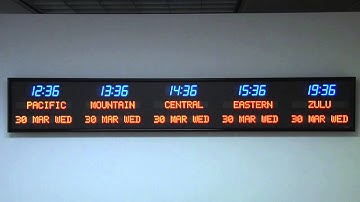 12:36 13:36 14:36 15:36 19:36
PACIFIC MOUNTAIN CENTRAL EASTERN ZULU
30 MAR WED 30 MAR WED 30 MAR WED 30 MAR WED 30 MAR WED